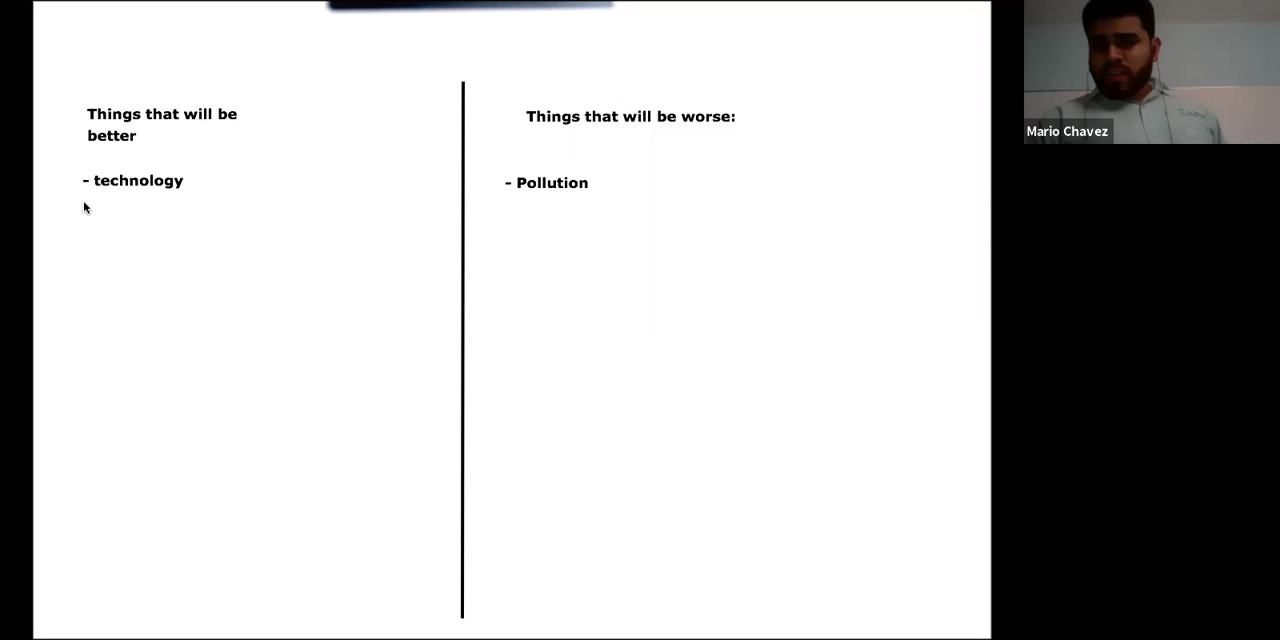 Things that will be
better
- technology
Things that will be worse:
- Pollution
Mario Chavez